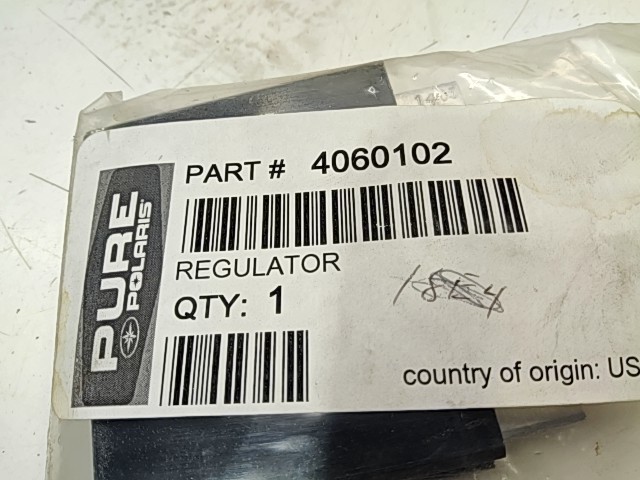 PURE
POLARIS
PART # 4060102
REGULATOR
QTY: 1
country of origin: US